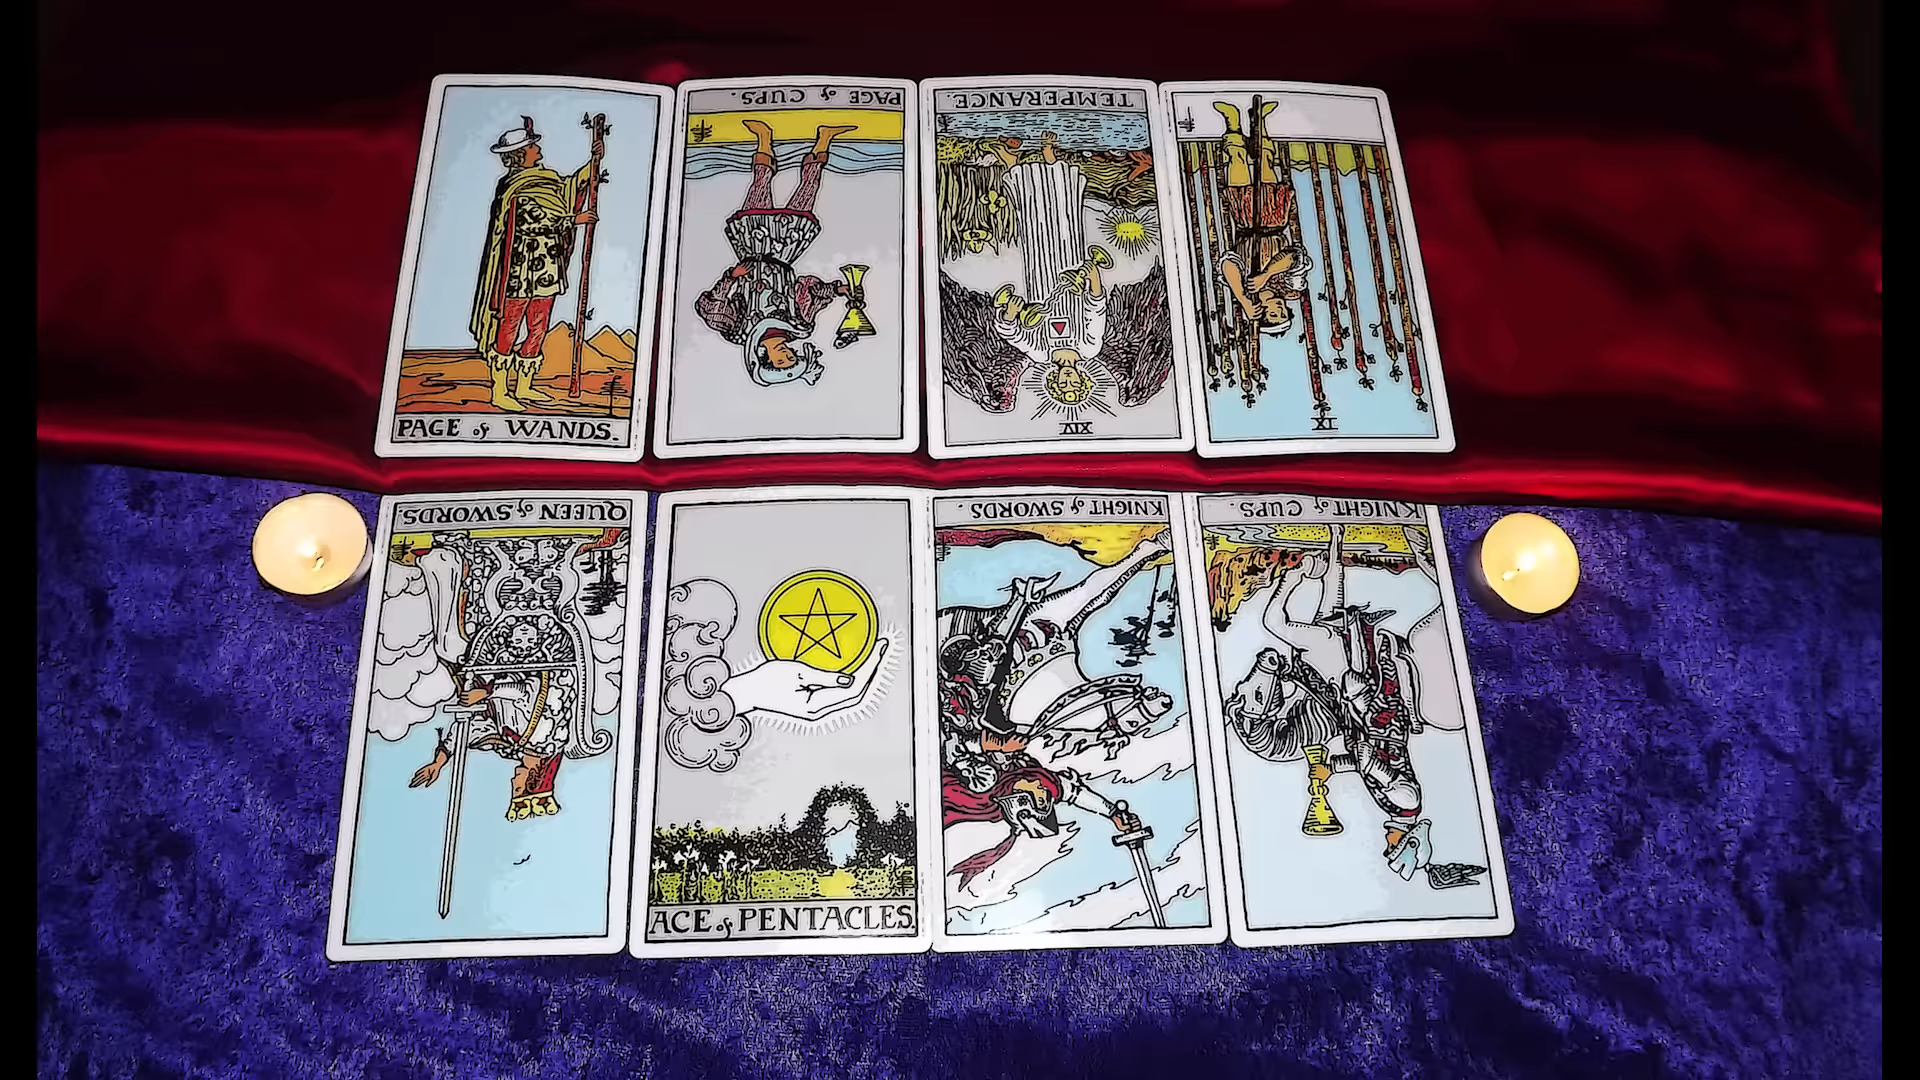 PAGE of WANDS.
PAGE of CUPS.
TEMPERANCE.
XIV
IX
QUEEN of SWORDS
ACE of PENTACLES.
KNIGHT of SWORDS.
KNIGHT of CUPS.